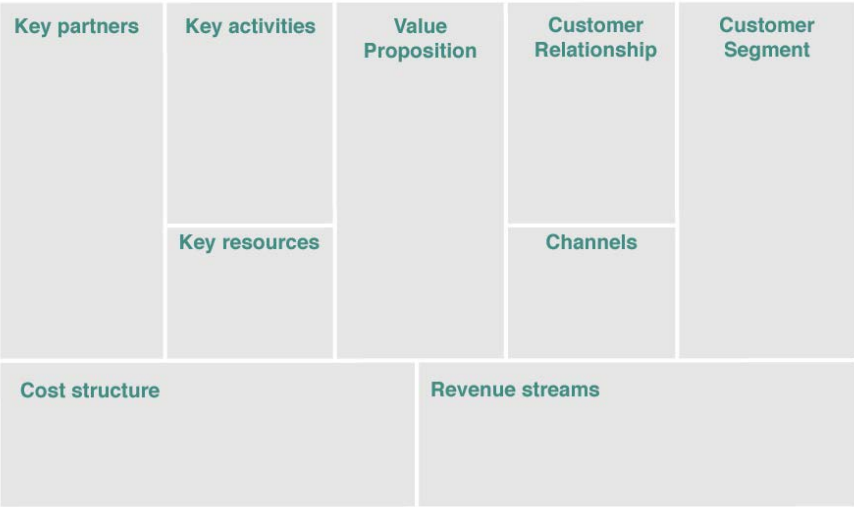 Key partners
Key activities
Value
Proposition
Customer
Relationship
Customer
Segment
Key resources
Channels
Cost structure
Revenue streams